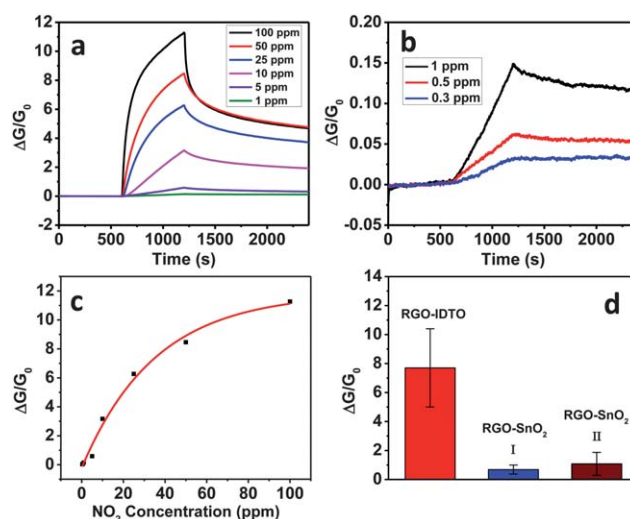 a
100 ppm
50 ppm
25 ppm
10 ppm
5 ppm
1 ppm
ΔG/G₀
12
10
8
6
4
2
0
-2
0 500 1000 1500 2000
Time (s)
b
1 ppm
0.5 ppm
0.3 ppm
ΔG/G₀
0.15
0.10
0.05
0.00
-0.05
0 500 1000 1500 2000
Time (s)
c
ΔG/G₀
14
12
10
8
6
4
2
0
0 20 40 60 80 100
NO₂ Concentration (ppm)
d
ΔG/G₀
14
12
10
8
6
4
2
0
RGO-IDTO
RGO-SnO₂
I
RGO-SnO₂
II